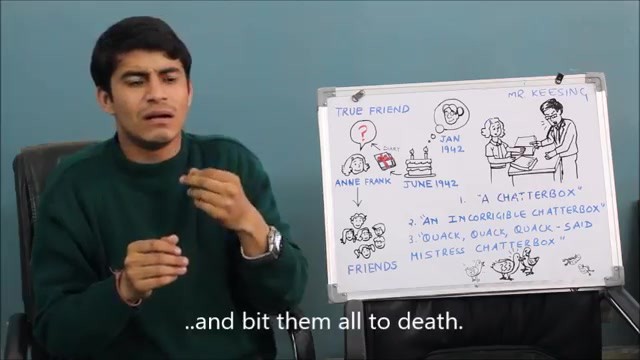 TRUE FRIEND
MR KEESING
?
DIARY
JAN
1942
ANNE FRANK
JUNE 1942
FRIENDS
1. "A CHATTERBOX"
2. "AN INCORRIGIBLE CHATTERBOX"
3. "QUACK, QUACK, QUACK - SAID
MISTRESS CHATTERBOX"
..and bit them all to death.